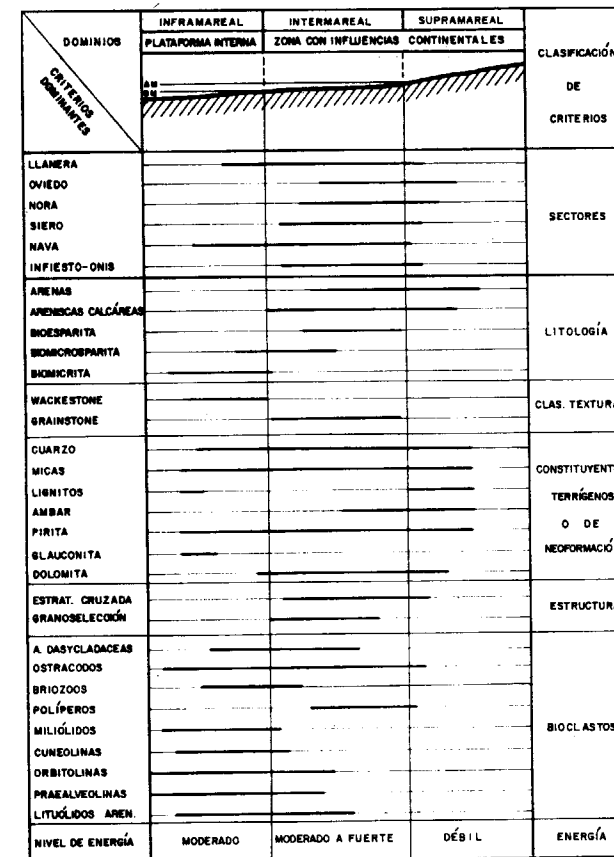 DOMINIOS
CRITERIOS
DOMINANTES
INFRAMAREAL
INTERMAREAL
SUPRAMAREAL
PLATAFORMA INTERNA
ZONA CON INFLUENCIAS CONTINENTALES
CLASIFICACIÓN
DE
CRITERIOS
AM
BM
LLANERA
OVIEDO
NORA
SIERO
NAVA
INFIESTO-ONIS
SECTORES
ARENAS
ARENISCAS CALCÁREAS
BIOESPARITA
BIOMICROSPARITA
BIOMICRITA
LITOLOGÍA
WACKESTONE
GRAINSTONE
CLAS. TEXTURA
CUARZO
MICAS
LIGNITOS
AMBAR
PIRITA
GLAUCONITA
DOLOMITA
CONSTITUYENT
TERRÍGENOS
O DE
NEOFORMACIÓ
ESTRAT. CRUZADA
GRANOSELECCIÓN
ESTRUCTURA
A. DASYCLADACEAS
OSTRACODOS
BRIOZOOS
POLÍPEROS
MILIÓLIDOS
CUNEOLINAS
ORBITOLINAS
PRAEALVEOLINAS
LITUÓLIDOS AREN.
BIOCLASTOS
NIVEL DE ENERGÍA
MODERADO
MODERADO A FUERTE
DÉBIL
ENERGÍA